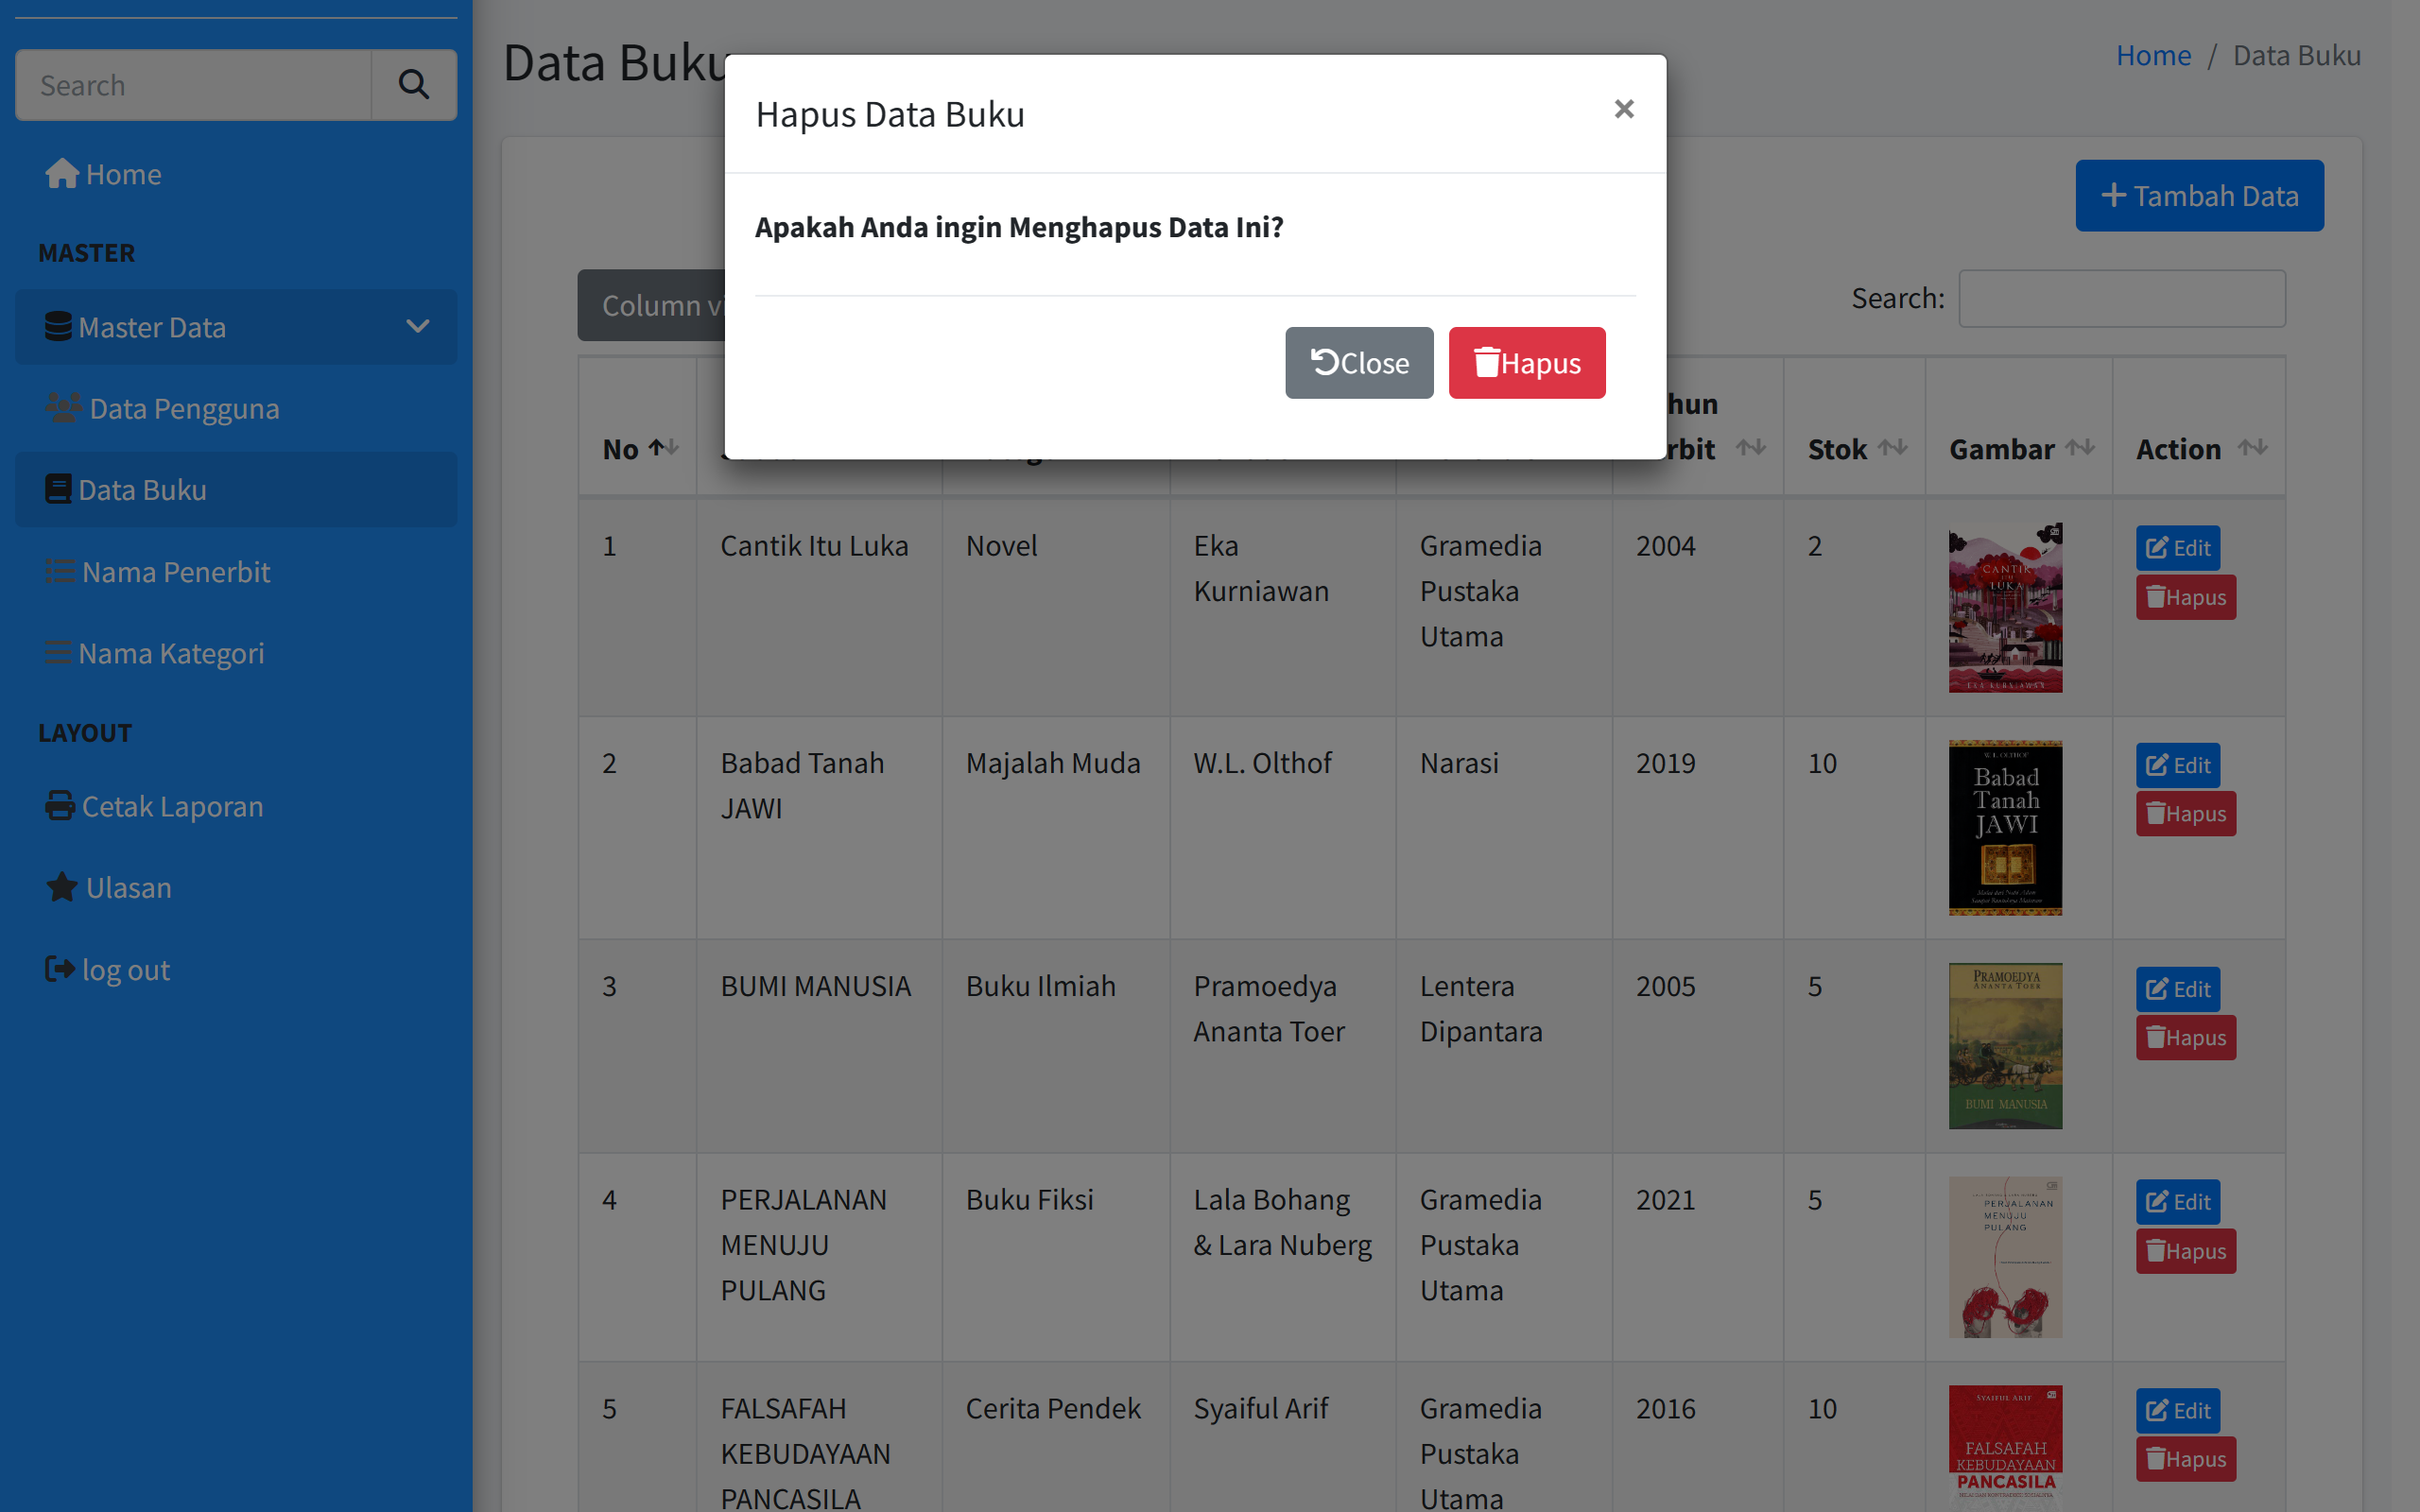 Search
Home
MASTER
Master Data
Data Pengguna
Data Buku
Nama Penerbit
Nama Kategori
LAYOUT
Cetak Laporan
Ulasan
log out
Data Buku
Home / Data Buku
Hapus Data Buku
×
Apakah Anda ingin Menghapus Data Ini?
Close
Hapus
Tambah Data
Column vi
Search:
No
hun
rbit
Stok
Gambar
Action
1
Cantik Itu Luka
Novel
Eka
Kurniawan
Gramedia
Pustaka
Utama
2004
2
CANTIK
ITU
LUKA
EKA KURNIAWAN
Edit
Hapus
2
Babad Tanah
JAWI
Majalah Muda
W.L. Olthof
Narasi
2019
10
W.L. OLTHOF
Babad
Tanah
JAWI
Edit
Hapus
3
BUMI MANUSIA
Buku Ilmiah
Pramoedya
Ananta Toer
Lentera
Dipantara
2005
5
PRAMOEDYA
ANANTA TOER
BUMI MANUSIA
Edit
Hapus
4
PERJALANAN
MENUJU
PULANG
Buku Fiksi
Lala Bohang
& Lara Nuberg
Gramedia
Pustaka
Utama
2021
5
PERJALANAN
MENUJU
PULANG
Edit
Hapus
5
FALSAFAH
KEBUDAYAAN
PANCASILA
Cerita Pendek
Syaiful Arif
Gramedia
Pustaka
Utama
2016
10
SYAIFUL ARIF
FALSAFAH
KEBUDAYAAN
PANCASILA
Edit
Hapus